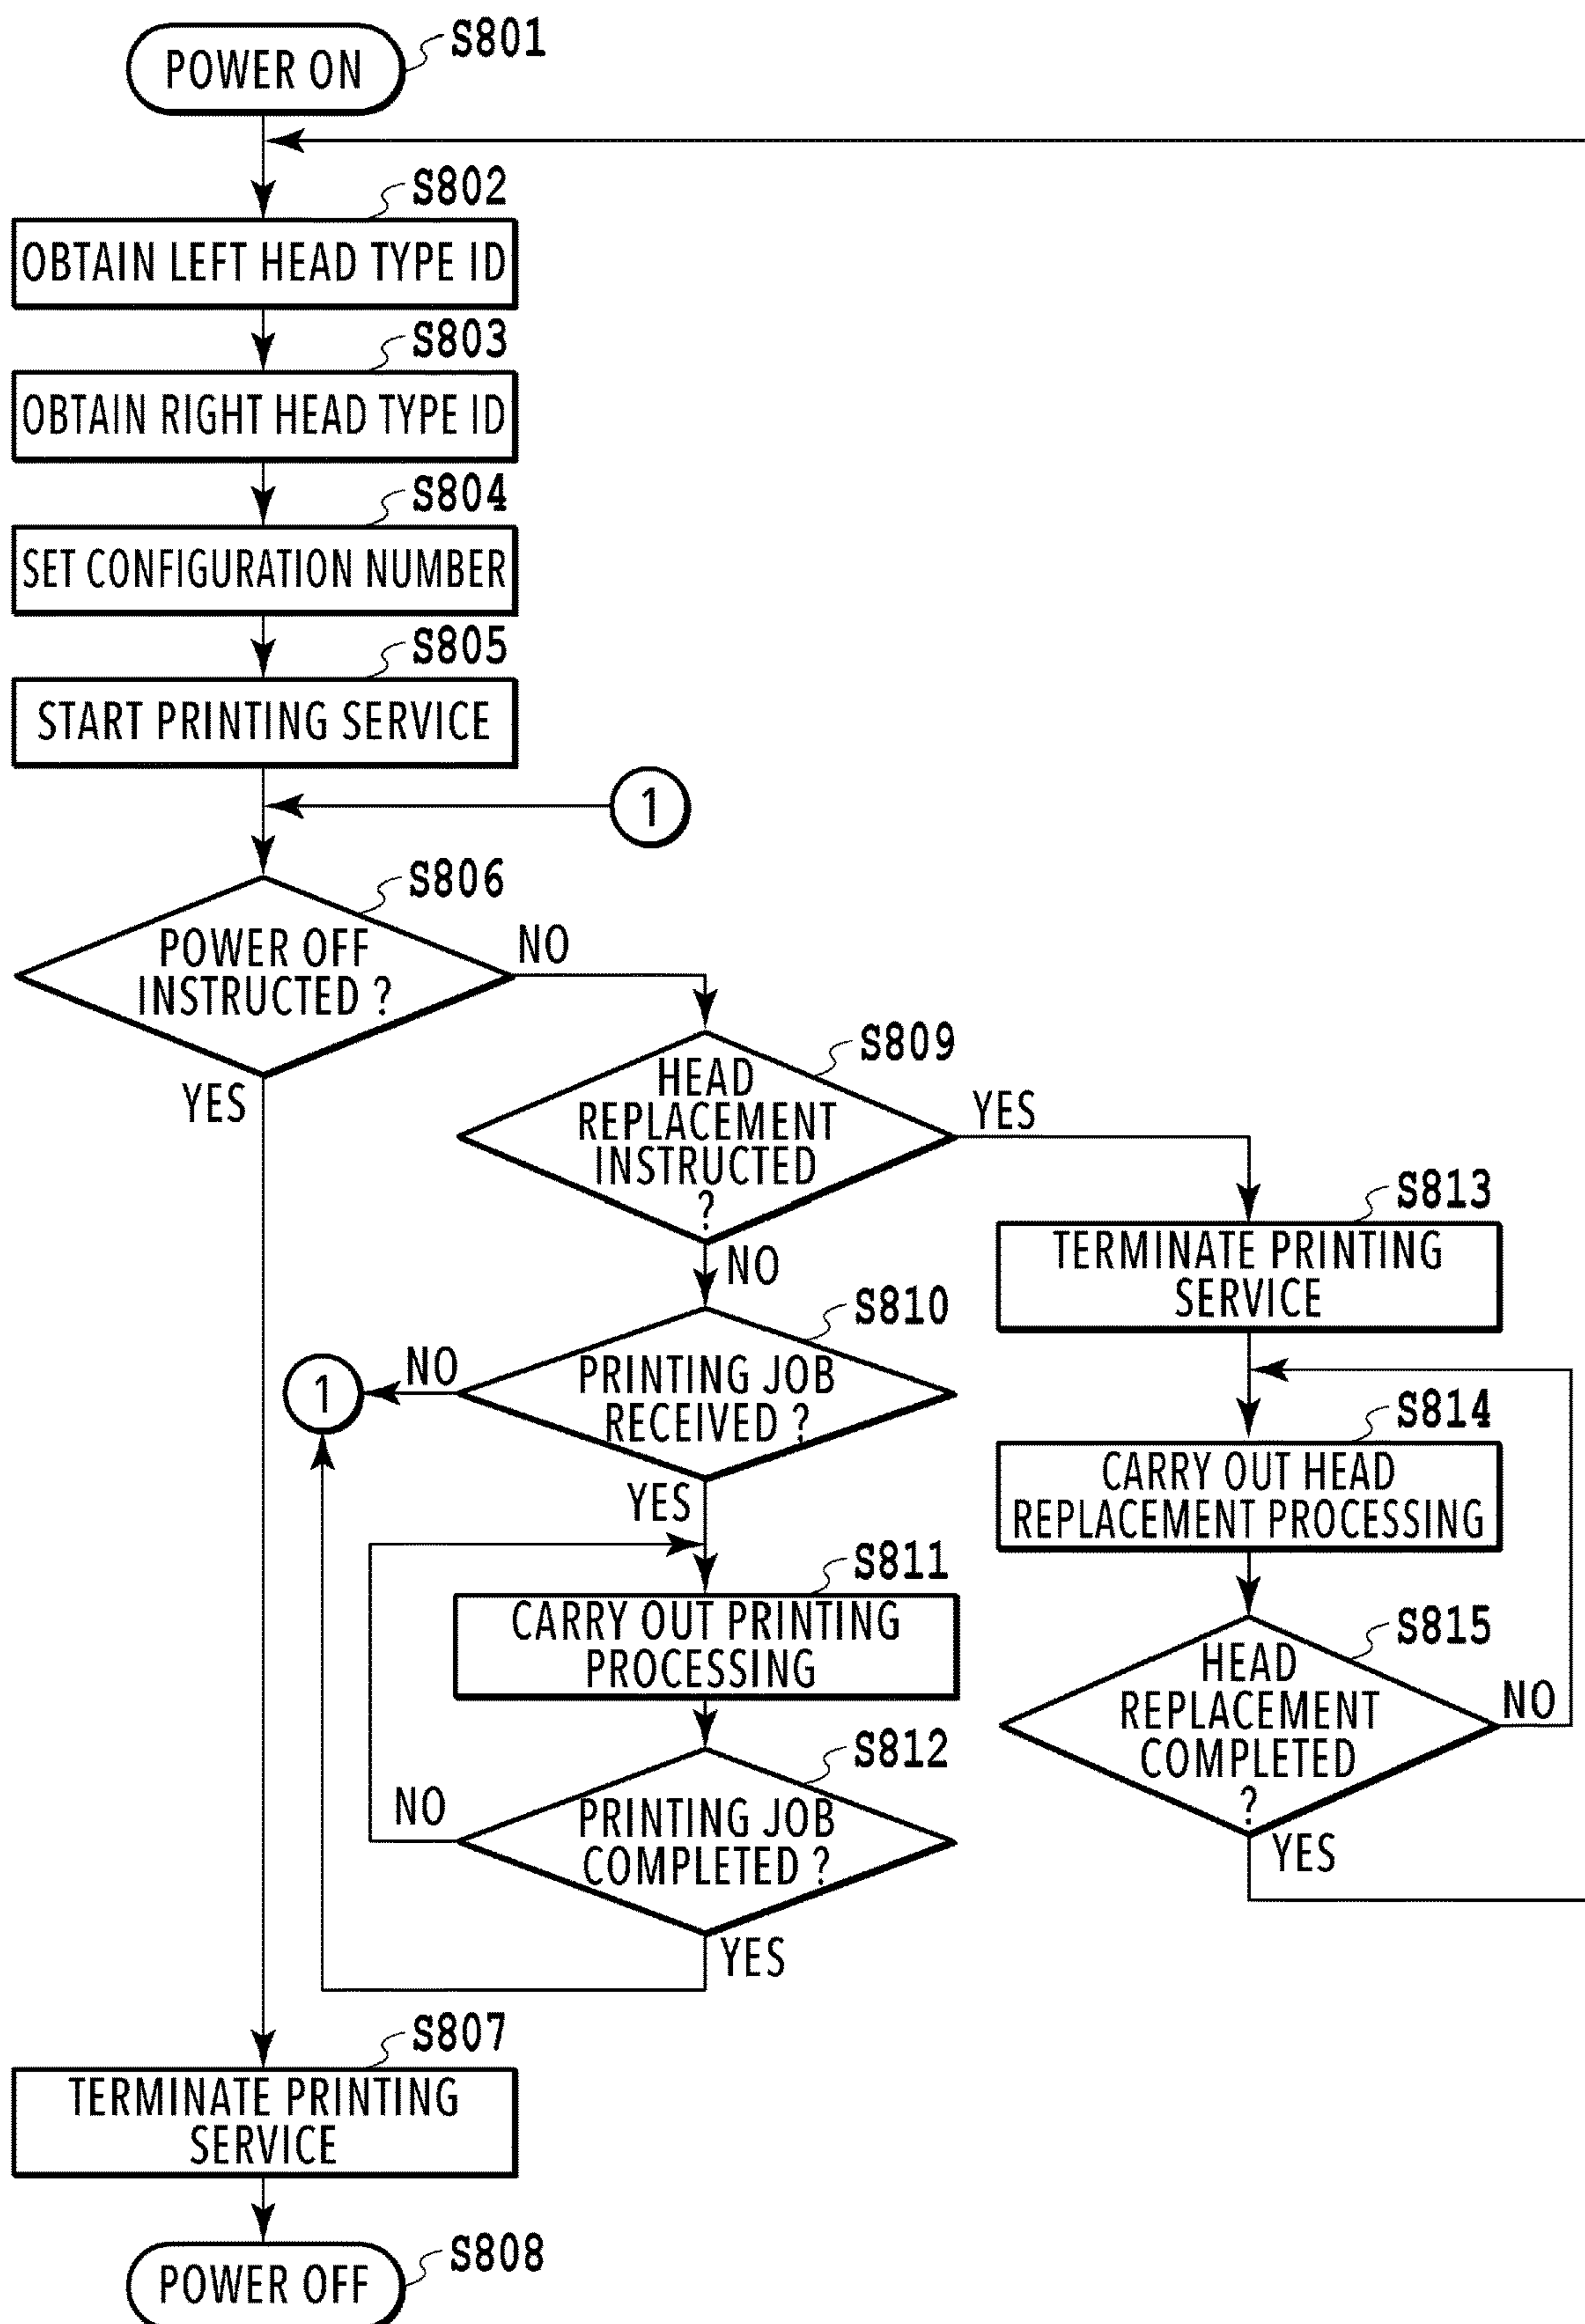 POWER ON
S801
S802
OBTAIN LEFT HEAD TYPE ID
S803
OBTAIN RIGHT HEAD TYPE ID
S804
SET CONFIGURATION NUMBER
S805
START PRINTING SERVICE
1
S806
POWER OFF
INSTRUCTED ?
NO
YES
S809
HEAD
REPLACEMENT
INSTRUCTED
?
YES
NO
S810
PRINTING JOB
RECEIVED ?
NO
1
YES
S811
CARRY OUT PRINTING
PROCESSING
S812
PRINTING JOB
COMPLETED ?
NO
YES
S813
TERMINATE PRINTING
SERVICE
S814
CARRY OUT HEAD
REPLACEMENT PROCESSING
S815
HEAD
REPLACEMENT
COMPLETED
?
NO
YES
S807
TERMINATE PRINTING
SERVICE
S808
POWER OFF